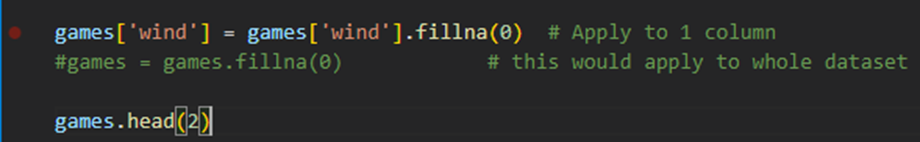 games['wind'] = games['wind'].fillna(0)  # Apply to 1 column
#games = games.fillna(0)             # this would apply to whole dataset
games.head(2)